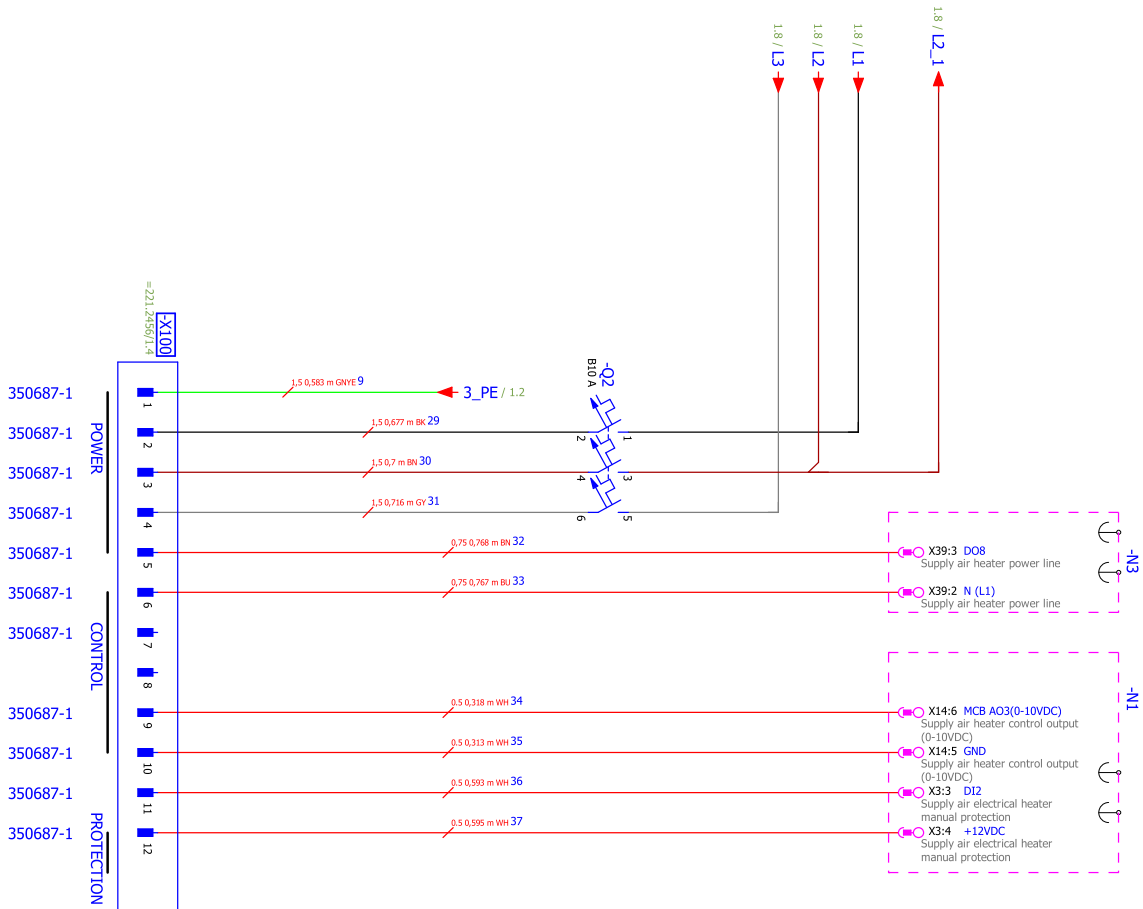 1.8 / L3
1.8 / L2
1.8 / L1
1.8 / L2_1
=221.2456/1.4
-X100
-Q2
B10 A
350687-1
1
1,5 0,583 m GNYE 9
3_PE / 1.2
350687-1
2
1,5 0,677 m BK 29
2
1
350687-1
3
1,5 0,7 m BN 30
4
3
350687-1
4
1,5 0,716 m GY 31
6
5
POWER
350687-1
5
0,75 0,768 m BN 32
X39:3 DO8
Supply air heater power line
-N3
350687-1
6
0,75 0,767 m BU 33
X39:2 N (L1)
Supply air heater power line
350687-1
7
CONTROL
8
-N1
350687-1
9
0.5 0,318 m WH 34
X14:6 MCB AO3(0-10VDC)
Supply air heater control output
(0-10VDC)
350687-1
10
0.5 0,313 m WH 35
X14:5 GND
Supply air heater control output
(0-10VDC)
350687-1
11
0.5 0,593 m WH 36
X3:3 DI2
Supply air electrical heater
manual protection
350687-1
12
0.5 0,595 m WH 37
X3:4 +12VDC
Supply air electrical heater
manual protection
PROTECTION